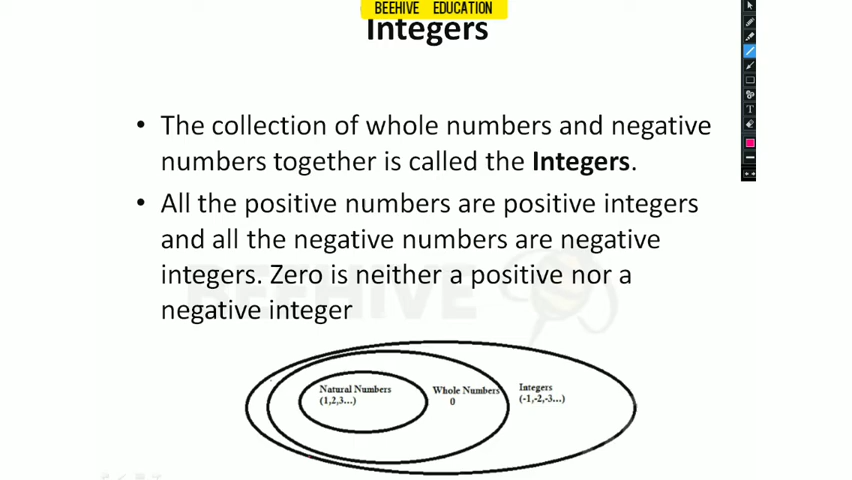 BEEHIVE EDUCATION
Integers
• The collection of whole numbers and negative
numbers together is called the Integers.
• All the positive numbers are positive integers
and all the negative numbers are negative
integers. Zero is neither a positive nor a
negative integer
BEEHIVE
Natural Numbers
(1,2,3...)
Whole Numbers
0
Integers
(-1,-2,-3...)
T